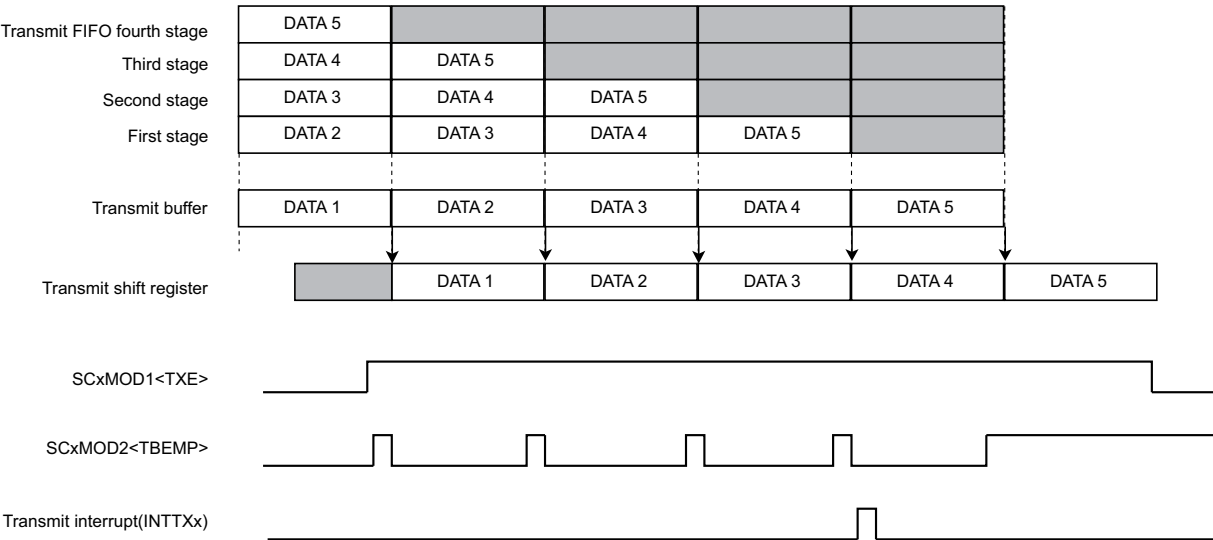 Transmit FIFO fourth stage DATA 5
Third stage DATA 4 DATA 5
Second stage DATA 3 DATA 4 DATA 5
First stage DATA 2 DATA 3 DATA 4 DATA 5
Transmit buffer DATA 1 DATA 2 DATA 3 DATA 4 DATA 5
Transmit shift register DATA 1 DATA 2 DATA 3 DATA 4 DATA 5
SCxMOD1<TXE>
SCxMOD2<TBEMP>
Transmit interrupt(INTTXx)